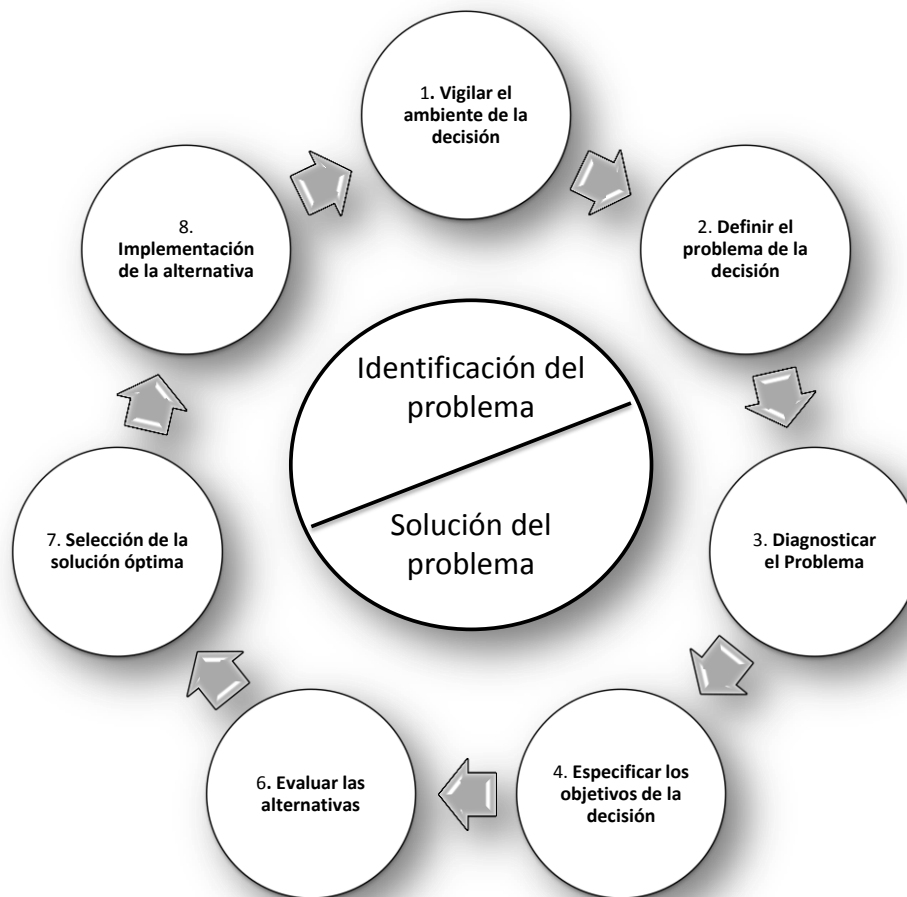 1. Vigilar el
ambiente de la
decisión
2. Definir el
problema de la
decisión
3. Diagnosticar
el Problema
4. Especificar los
objetivos de la
decisión
6. Evaluar las
alternativas
7. Selección de la
solución óptima
8.
Implementación
de la alternativa
Identificación del
problema
Solución del
problema